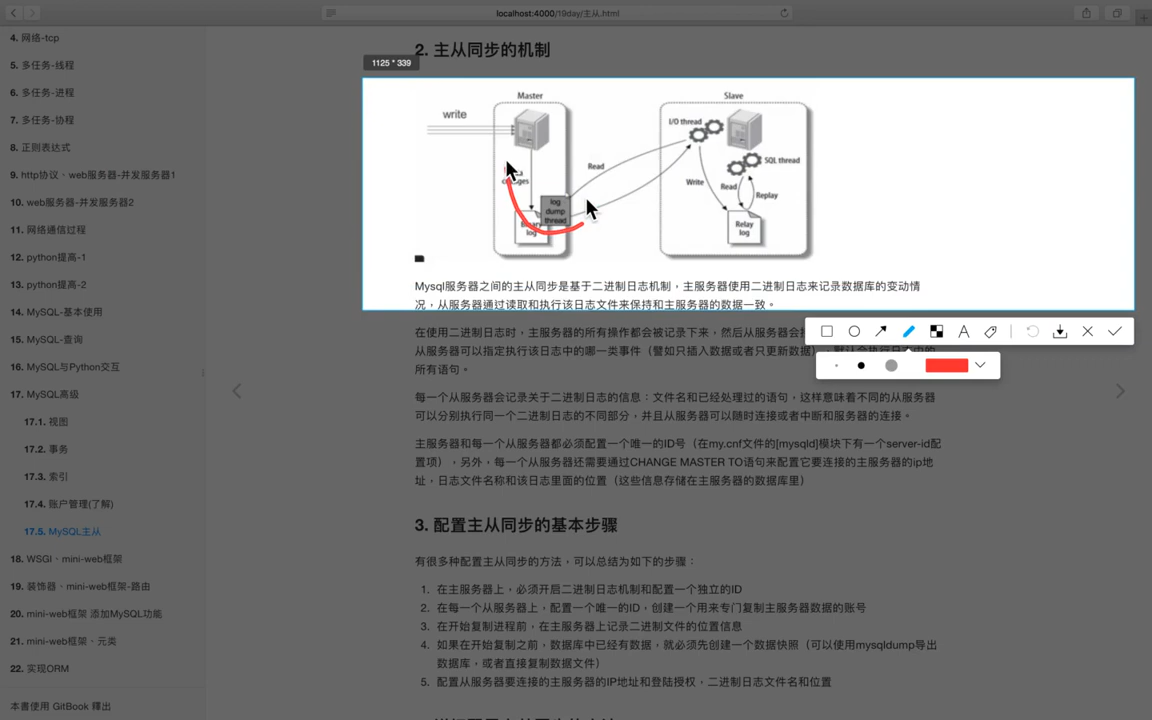 localhost:4000/19day/主从.html
4. 网络-tcp
5. 多任务-线程
6. 多任务-进程
7. 多任务-协程
8. 正则表达式
9. http协议、web服务器-并发服务器1
10. web服务器-并发服务器2
11. 网络通信过程
12. python提高-1
13. python提高-2
14. MySQL-基本使用
15. MySQL-查询
16. MySQL与Python交互
17. MySQL高级
17.1. 视图
17.2. 事务
17.3. 索引
17.4. 账户管理(了解)
17.5. MySQL主从
18. WSGI、mini-web框架
19. 装饰器、mini-web框架-路由
20. mini-web框架 添加MySQL功能
21. mini-web框架、元类
22. 实现ORM
本書使用 GitBook 釋出
2. 主从同步的机制
1125 * 339
Master
Slave
write
I/O thread
SQL thread
Read
Write
Read
Replay
log
dump
thread
log
Relay
log
Mysql服务器之间的主从同步是基于二进制日志机制，主服务器使用二进制日志来记录数据库的变动情
况，从服务器通过读取和执行该日志文件来保持和主服务器的数据一致。
在使用二进制日志时，主服务器的所有操作都会被记录下来，然后从服务器会
从服务器可以指定执行该日志中的哪一类事件（譬如只插入数据或者只更新数据），默认会执行日志中的
所有语句。
每一个从服务器会记录关于二进制日志的信息：文件名和已经处理过的语句，这样意味着不同的从服务器
可以分别执行同一个二进制日志的不同部分，并且从服务器可以随时连接或者中断和服务器的连接。
主服务器和每一个从服务器都必须配置一个唯一的ID号（在my.cnf文件的[mysqld]模块下有一个server-id配
置项），另外，每一个从服务器还需要通过CHANGE MASTER TO语句来配置它要连接的主服务器的ip地
址，日志文件名称和该日志里面的位置（这些信息存储在主服务器的数据库里）
3. 配置主从同步的基本步骤
有很多种配置主从同步的方法，可以总结为如下的步骤：
1. 在主服务器上，必须开启二进制日志机制和配置一个独立的ID
2. 在每一个从服务器上，配置一个唯一的ID，创建一个用来专门复制主服务器数据的账号
3. 在开始复制进程前，在主服务器上记录二进制文件的位置信息
4. 如果在开始复制之前，数据库中已经有数据，就必须先创建一个数据快照（可以使用mysqldump导出
数据库，或者直接复制数据文件）
5. 配置从服务器要连接的主服务器的IP地址和登陆授权，二进制日志文件名和位置